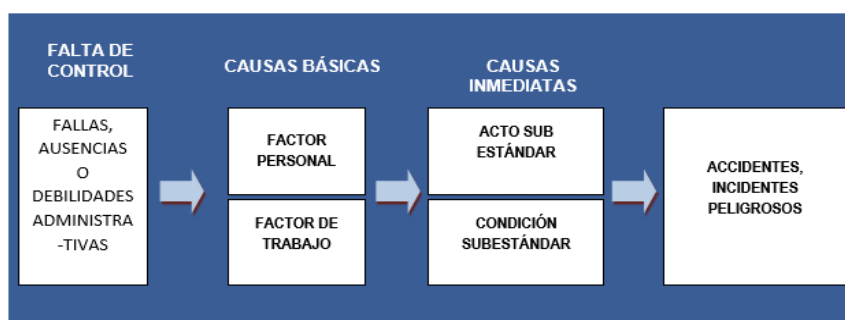 FALTA DE
CONTROL
CAUSAS BÁSICAS
CAUSAS
INMEDIATAS
FALLAS,
AUSENCIAS
O
DEBILIDADES
ADMINISTRA
-TIVAS
FACTOR
PERSONAL
FACTOR DE
TRABAJO
ACTO SUB
ESTÁNDAR
CONDICIÓN
SUBESTÁNDAR
ACCIDENTES,
INCIDENTES
PELIGROSOS